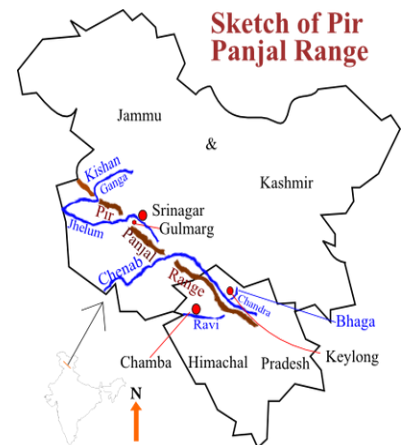 Sketch of Pir
Panjal Range
Jammu
&
Kashmir
Kishan
Ganga
Pir
Jhelum
Srinagar
Gulmarg
Panjal
Chenab
Range
Chandra
Ravi
Bhaga
Keylong
Chamba
Himachal
Pradesh
N